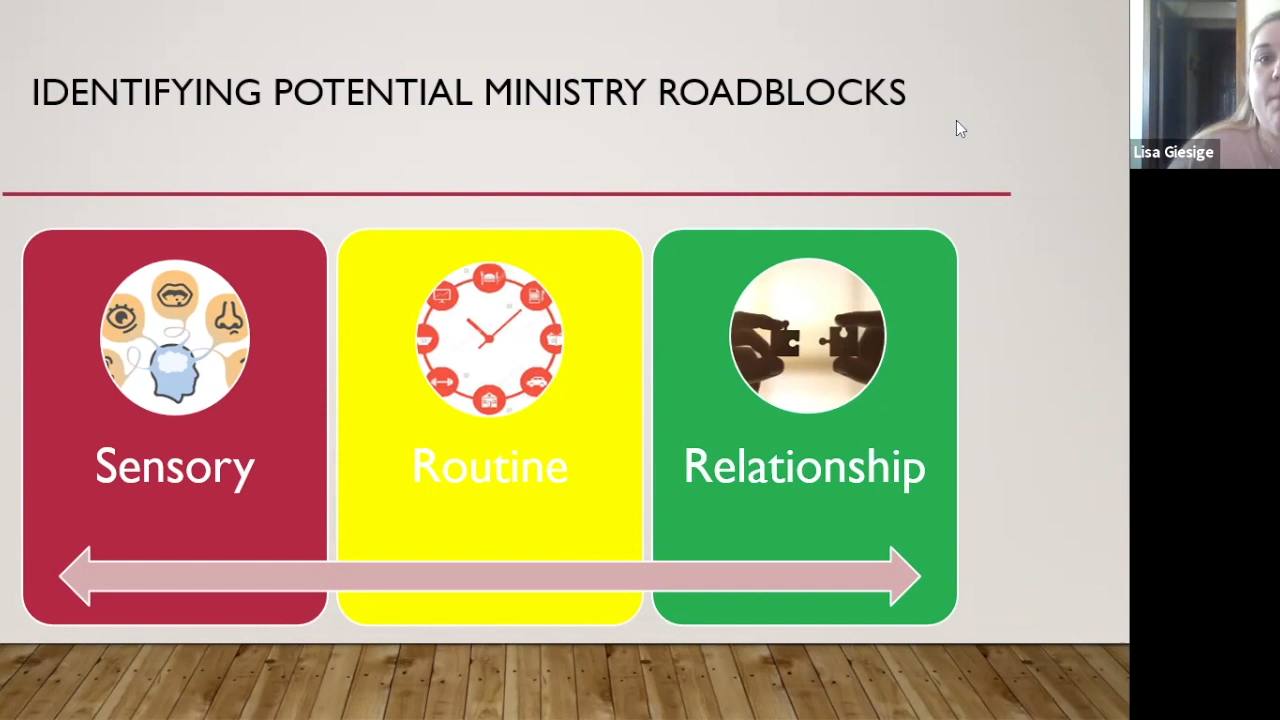 IDENTIFYING POTENTIAL MINISTRY ROADBLOCKS
Lisa Giesige
Sensory
Routine
Relationship